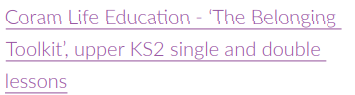 Coram Life Education - ‘The Belonging
Toolkit’, upper KS2 single and double
lessons